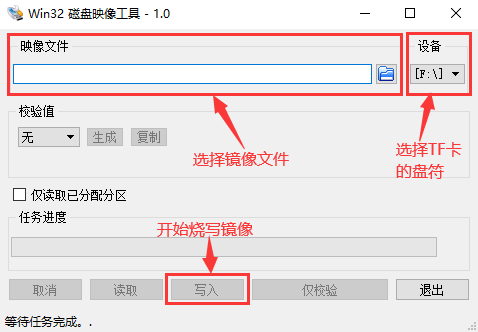 Win32 磁盘映像工具 - 1.0
映像文件
设备
[F:\]
校验值
无
生成
复制
选择镜像文件
选择TF卡
的盘符
仅读取已分配分区
任务进度
开始烧写镜像
取消
读取
写入
仅校验
退出
等待任务完成。.